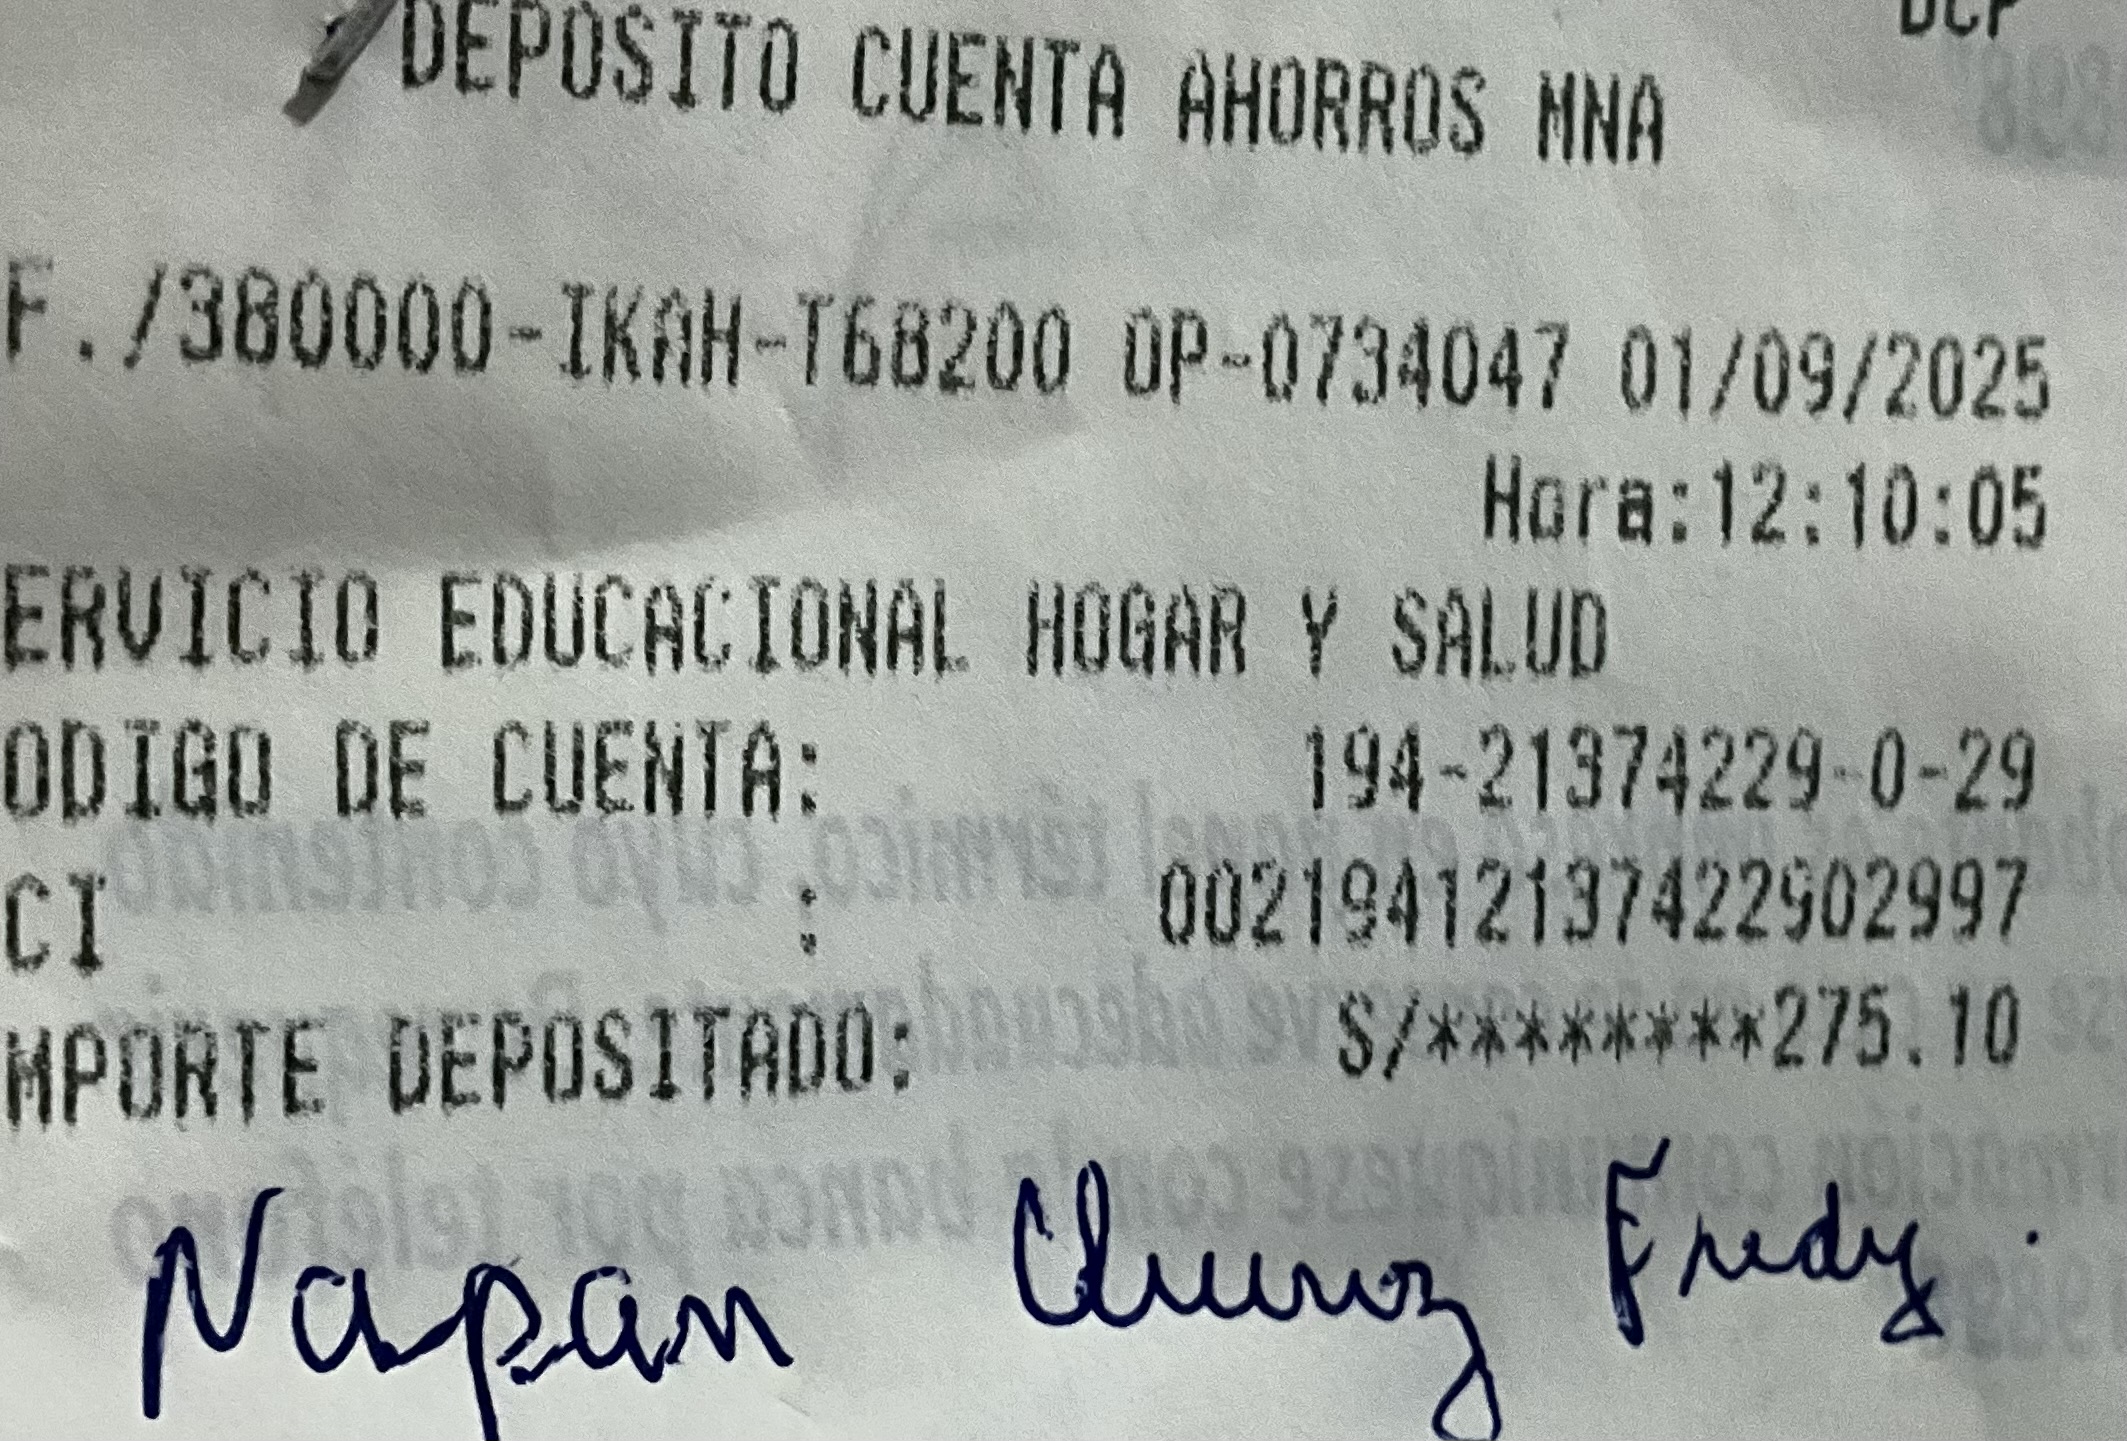 DEPOSITO CUENTA AHORROS MNA
F./380000-IKAH-T68200 OP-0734047 01/09/2025
Hora:12:10:05
ERVICIO EDUCACIONAL HOGAR Y SALUD
ODIGO DE CUENTA: 194-21374229-0-29
CI : 00219412137422902997
MPORTE DEPOSITADO: S/********275.10
Napan Fredy.